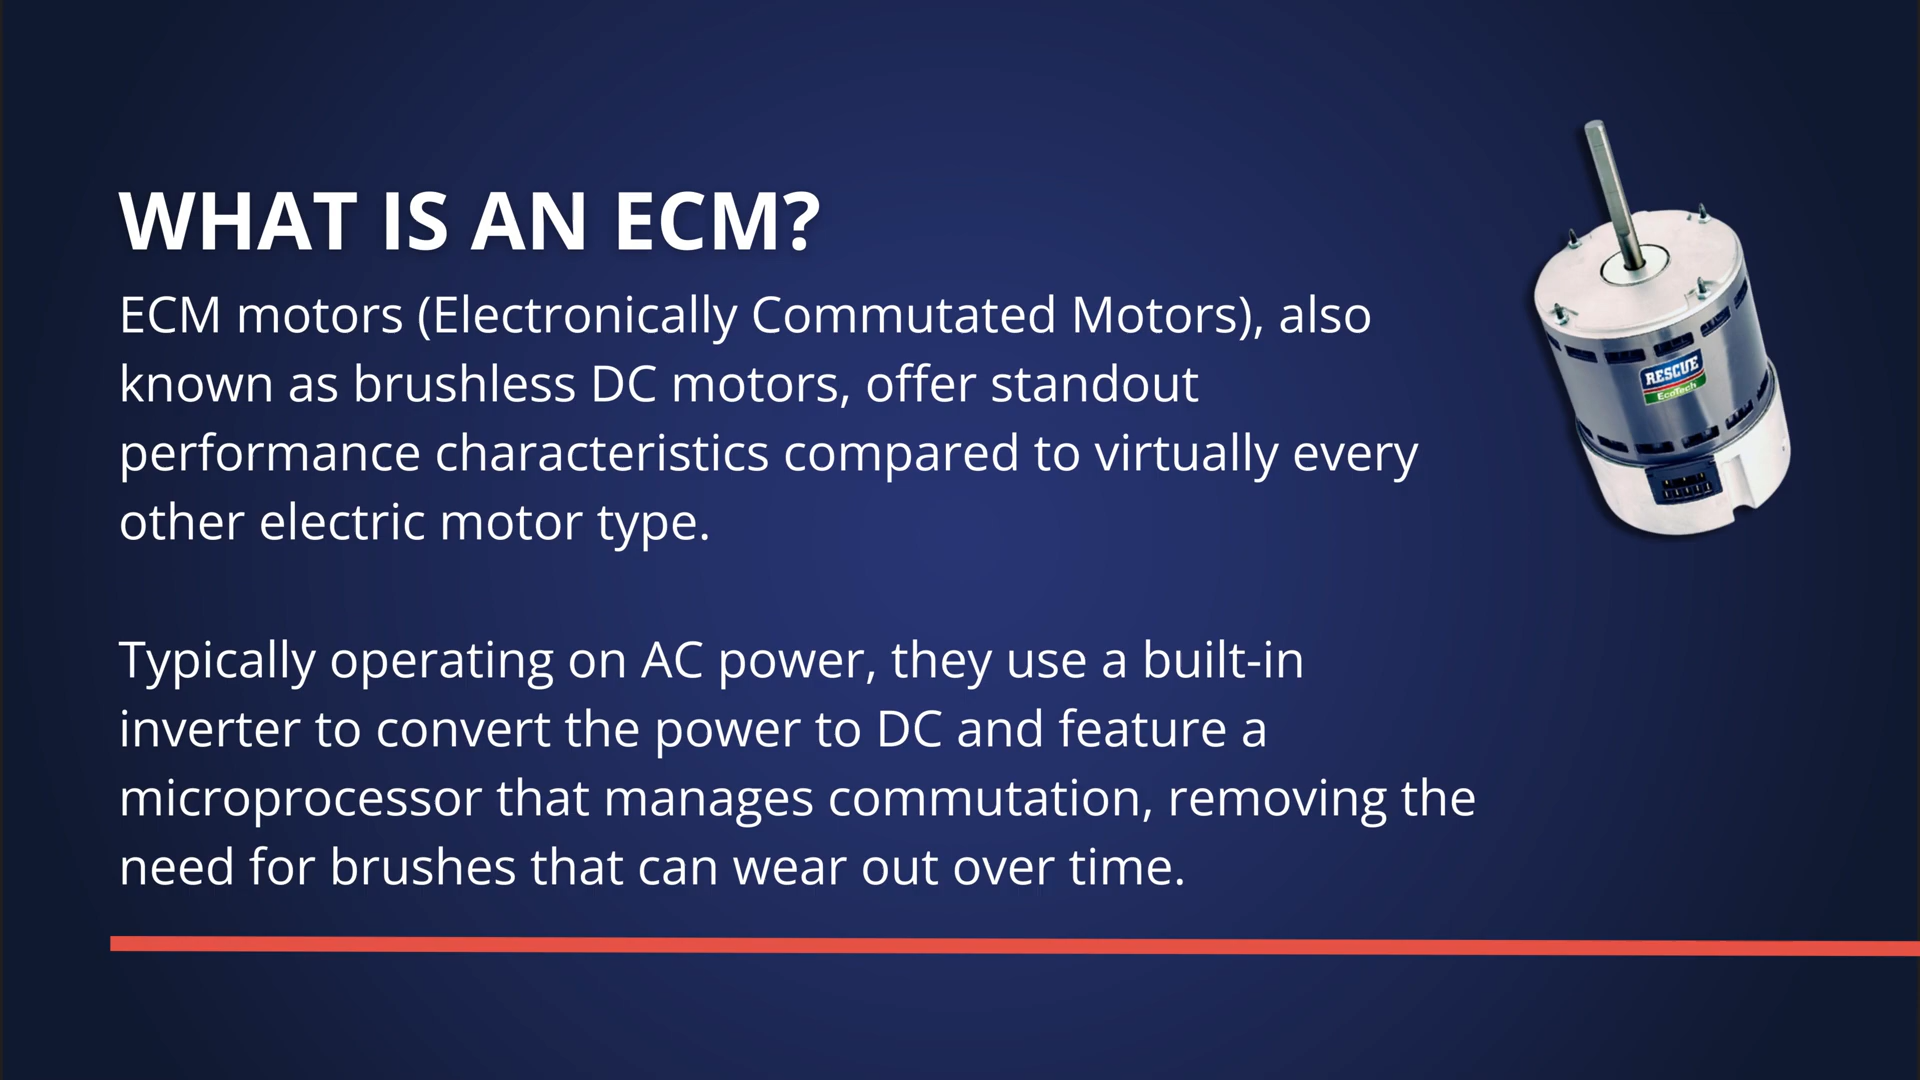 WHAT IS AN ECM?
ECM motors (Electronically Commutated Motors), also
known as brushless DC motors, offer standout
performance characteristics compared to virtually every
other electric motor type.
Typically operating on AC power, they use a built-in
inverter to convert the power to DC and feature a
microprocessor that manages commutation, removing the
need for brushes that can wear out over time.
RESCUE
EcoTech